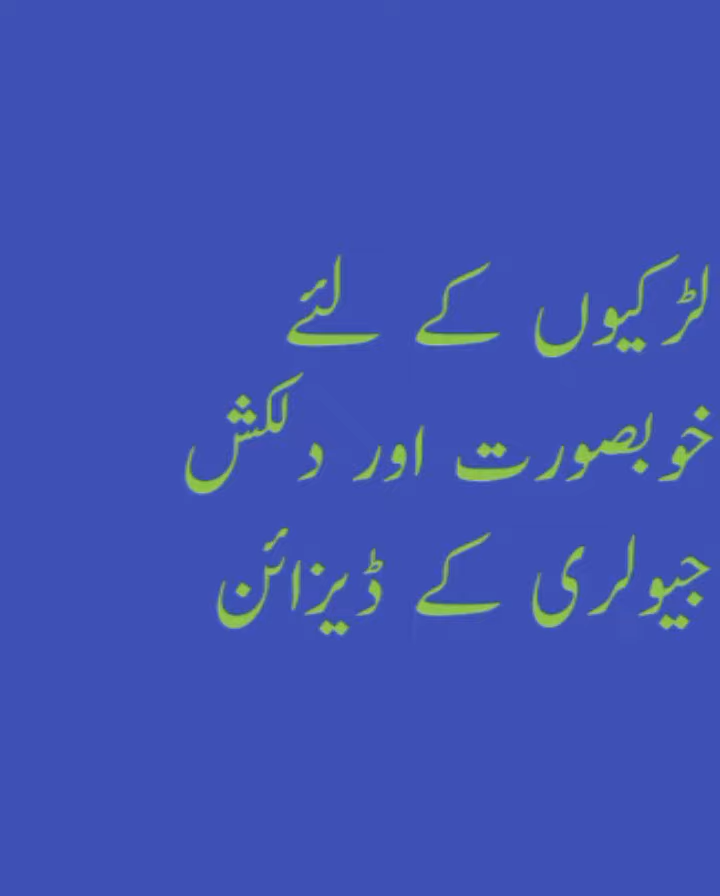 لڑکیوں کے لئے
خوبصورت اور دلکش
جیولری کے ڈیزائن